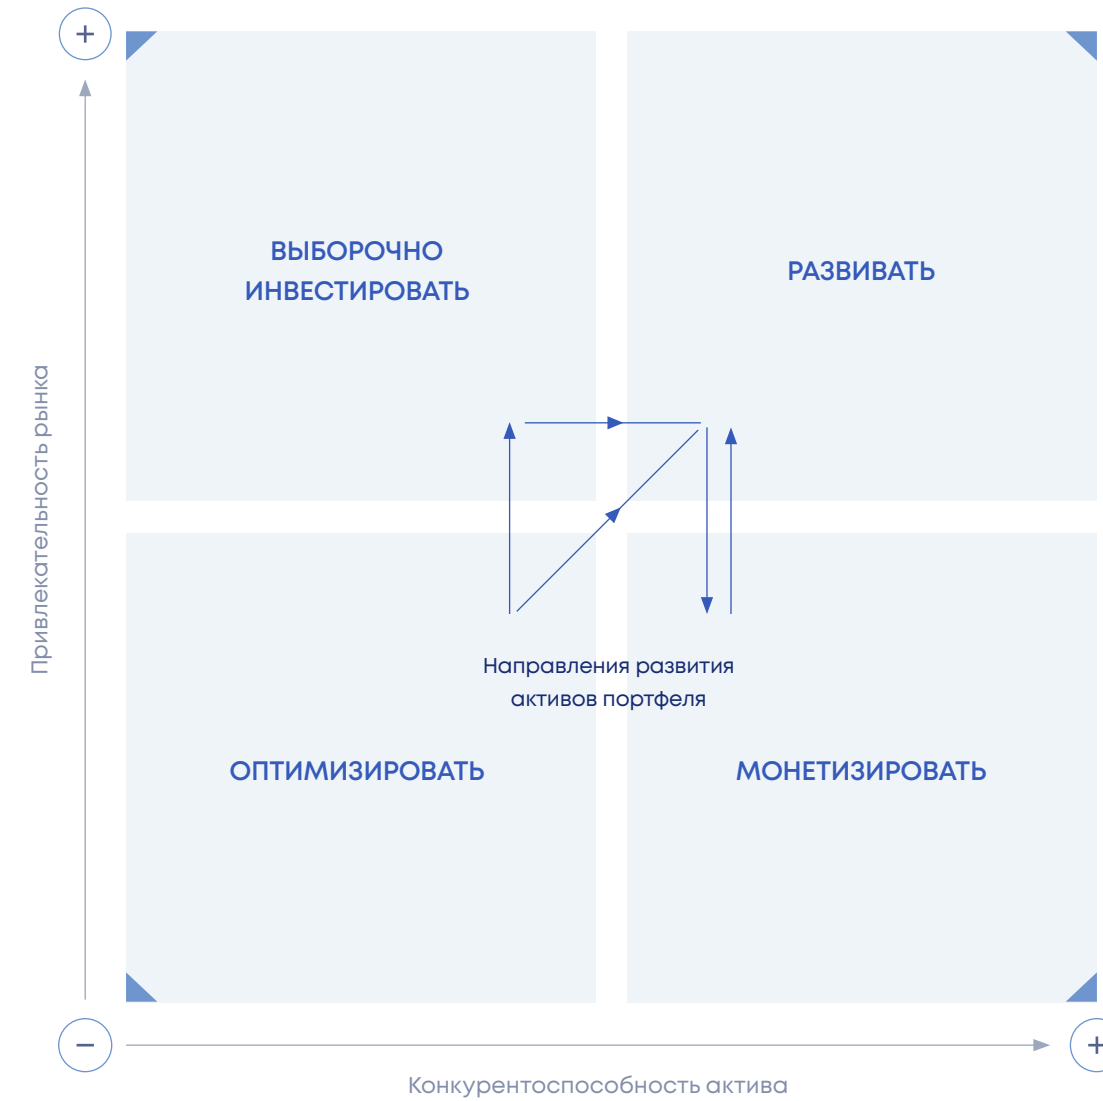 +
ВЫБОРОЧНО
ИНВЕСТИРОВАТЬ
РАЗВИВАТЬ
Привлекательность рынка
Направления развития
активов портфеля
ОПТИМИЗИРОВАТЬ
МОНЕТИЗИРОВАТЬ
−
+
Конкурентоспособность актива